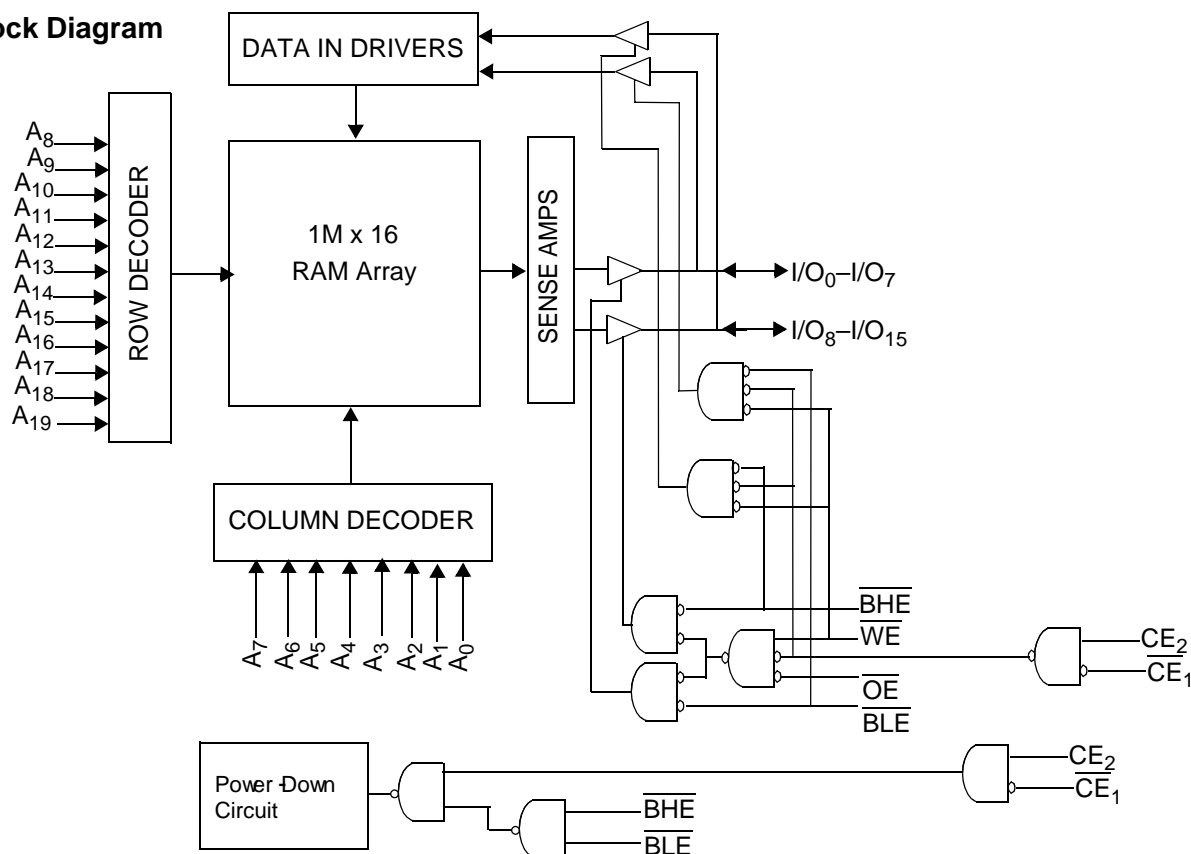 ock Diagram
DATA IN DRIVERS
A8
A9
A10
A11
A12
A13
A14
A15
A16
A17
A18
A19
ROW DECODER
1M x 16
RAM Array
SENSE AMPS
I/O0–I/O7
I/O8–I/O15
COLUMN DECODER
A7
A6
A5
A4
A3
A2
A1
A0
BHE
WE
OE
BLE
CE2
CE1
Power -Down
Circuit
BHE
BLE
CE2
CE1